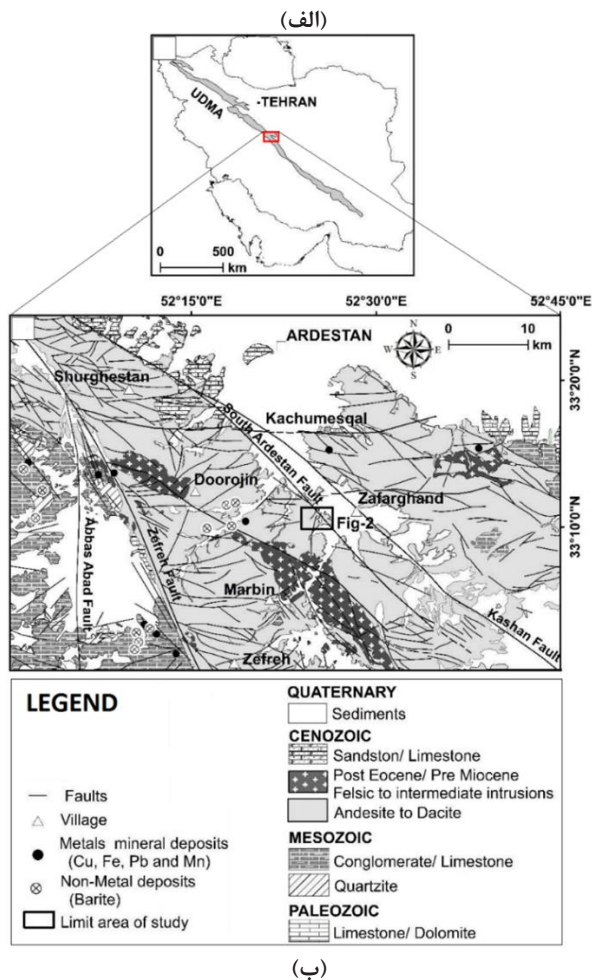 (الف)
-TEHRAN
UDMA
0 500
km
52°15'0"E 52°30'0"E 52°45'0"E
ARDESTAN
N
W E
S
0 10
km
33°20'0"N
Shurghestan
Kachumesqal
South Ardestan Fault
Doorojin
Zafarghand
33°10'0"N
Fig-2
Abbas Abad Fault
Zefreh Fault
Marbin
Kashan Fault
Zefreh
LEGEND
Faults
Village
Metals mineral deposits
(Cu, Fe, Pb and Mn)
Non-Metal deposits
(Barite)
Limit area of study
QUATERNARY
Sediments
CENOZOIC
Sandston/ Limestone
Post Eocene/ Pre Miocene
Felsic to intermediate intrusions
Andesite to Dacite
MESOZOIC
Conglomerate/ Limestone
Quartzite
PALEOZOIC
Limestone/ Dolomite
(ب)